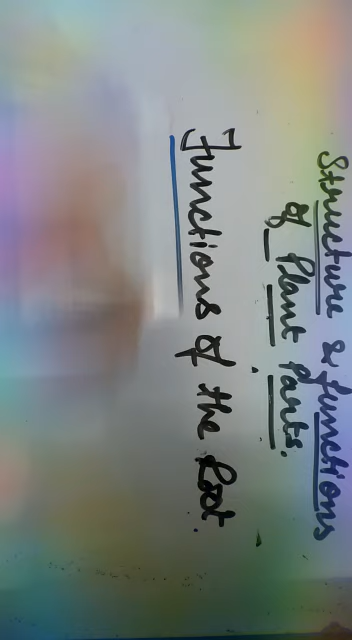 Structure & functions
of Plant Parts.
Functions of the Root.